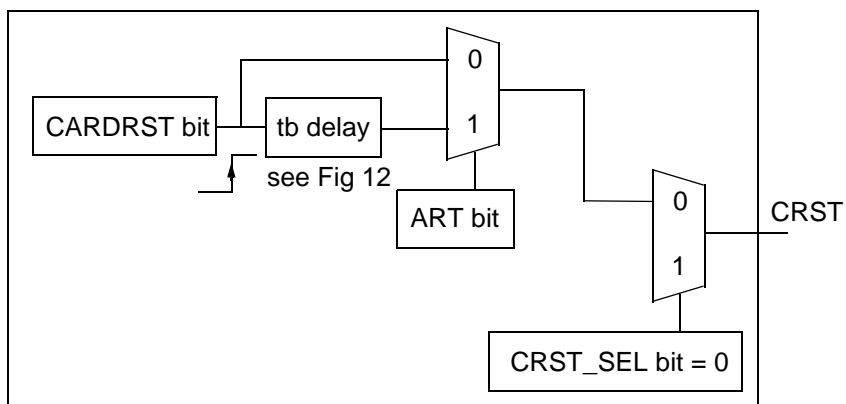 0
CARDRST bit
tb delay
1
see Fig 12
ART bit
0
CRST
1
CRST_SEL bit = 0